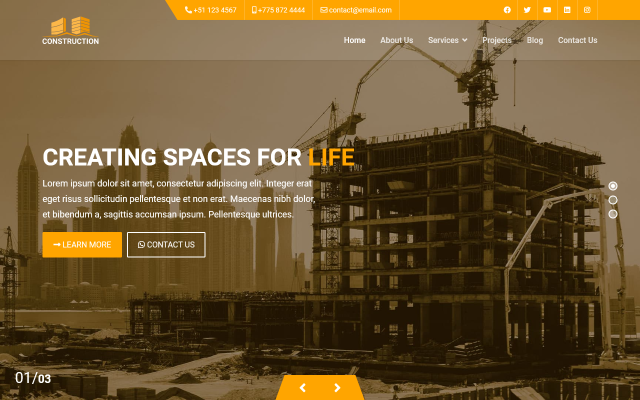 +51 123 4567 +775 872 4444 contact@email.com
CONSTRUCTION
Home About Us Services Projects Blog Contact Us
CREATING SPACES FOR LIFE
Lorem ipsum dolor sit amet, consectetur adipiscing elit. Integer erat
eget risus sollicitudin pellentesque et non erat. Maecenas nibh dolor,
et bibendum a, sagittis accumsan ipsum. Pellentesque ultrices.
LEARN MORE CONTACT US
01/03